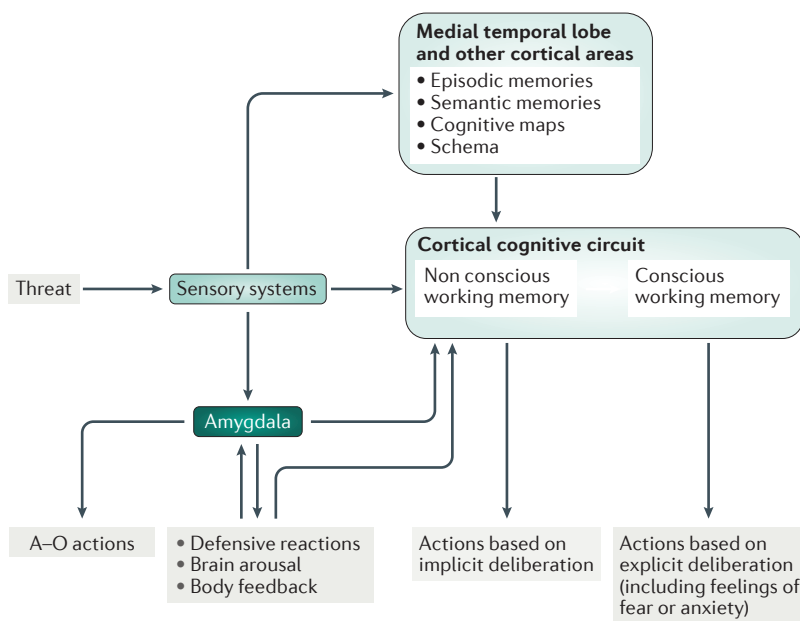 Medial temporal lobe
and other cortical areas
• Episodic memories
• Semantic memories
• Cognitive maps
• Schema
Cortical cognitive circuit
Non conscious
working memory
Conscious
working memory
Threat
Sensory systems
Amygdala
A–O actions
• Defensive reactions
• Brain arousal
• Body feedback
Actions based on
implicit deliberation
Actions based on
explicit deliberation
(including feelings of
fear or anxiety)